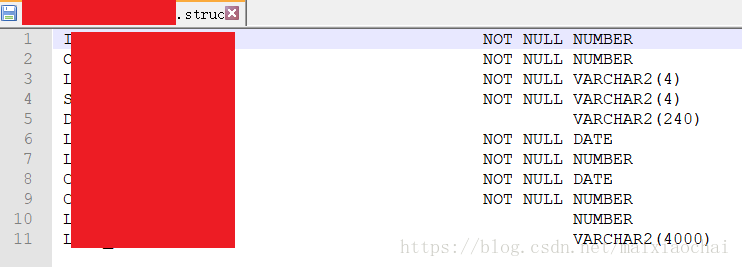 .struc
1 I NOT NULL NUMBER
2 C NOT NULL NUMBER
3 L NOT NULL VARCHAR2(4)
4 S NOT NULL VARCHAR2(4)
5 D VARCHAR2(240)
6 L NOT NULL DATE
7 L NOT NULL NUMBER
8 C NOT NULL DATE
9 C NOT NULL NUMBER
10 L NUMBER
11 L VARCHAR2(4000)
https://blog.csdn.net/maixiaochai